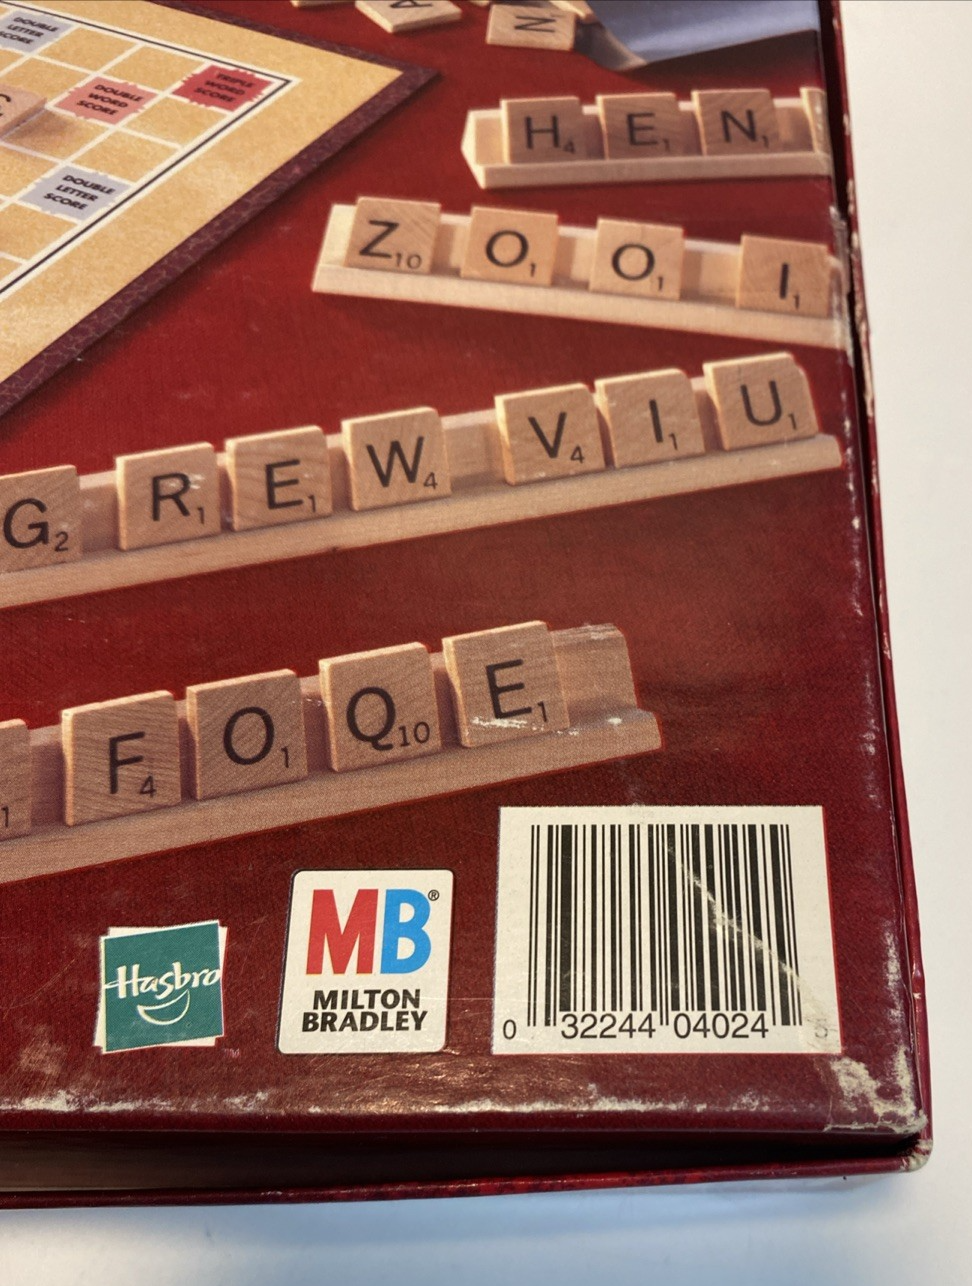 DOUBLE
LETTER
SCORE
A
N
TRIPLE
WORD
SCORE
DOUBLE
WORD
SCORE
DOUBLE
LETTER
SCORE
H4 E1 N1
Z10 O1 O1 I1
G2 R1 E1 W4 V4 I1 U1
1 F4 O1 Q10 E1
Hasbro
MB®
MILTON
BRADLEY
0 32244 04024